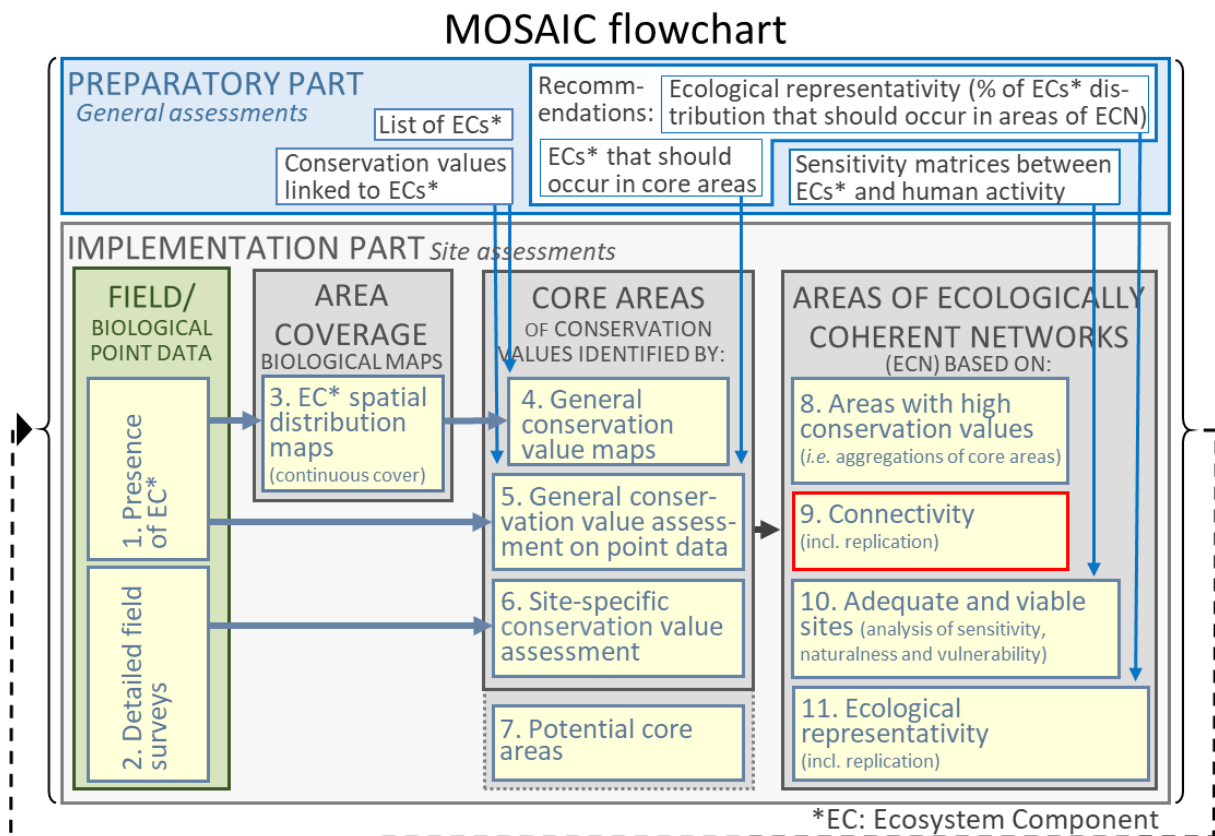 MOSAIC flowchart
PREPARATORY PART
General assessments
List of ECs*
Conservation values
linked to ECs*
Recomm-
endations:
Ecological representativity (% of ECs* dis-
tribution that should occur in areas of ECN)
ECs* that should
occur in core areas
Sensitivity matrices between
ECs* and human activity
IMPLEMENTATION PART Site assessments
FIELD/
BIOLOGICAL
POINT DATA
1. Presence
of EC*
2. Detailed field
surveys
AREA
COVERAGE
BIOLOGICAL MAPS
3. EC* spatial
distribution
maps
(continuous cover)
CORE AREAS
OF CONSERVATION
VALUES IDENTIFIED BY:
4. General
conservation
value maps
5. General conser-
vation value assess-
ment on point data
6. Site-specific
conservation value
assessment
7. Potential core
areas
AREAS OF ECOLOGICALLY
COHERENT NETWORKS
(ECN) BASED ON:
8. Areas with high
conservation values
(i.e. aggregations of core areas)
9. Connectivity
(incl. replication)
10. Adequate and viable
sites (analysis of sensitivity,
naturalness and vulnerability)
11. Ecological
representativity
(incl. replication)
*EC: Ecosystem Component